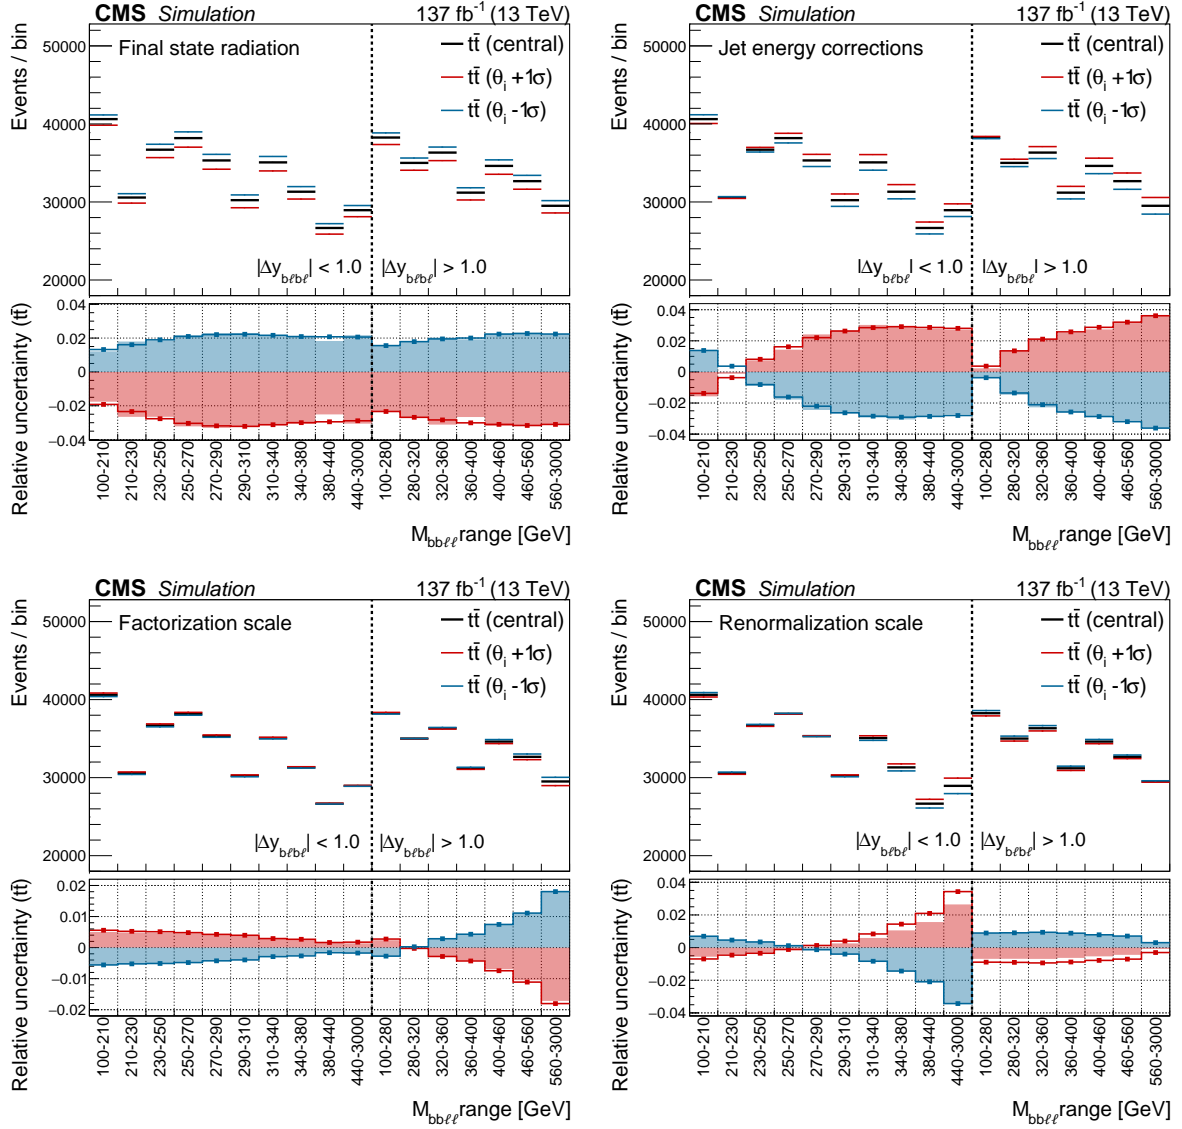 CMS Simulation 137 fb⁻¹ (13 TeV)
Events / bin
50000
40000
30000
20000
Final state radiation
tt̄ (central)
tt̄ (θᵢ +1σ)
tt̄ (θᵢ -1σ)
|Δy_bℓbℓ| < 1.0 |Δy_bℓbℓ| > 1.0
Relative uncertainty (tt̄)
0.04
0.02
0
−0.02
−0.04
100-210 210-230 230-250 250-270 270-290 290-310 310-340 340-380 380-440 440-3000 100-280 280-320 320-360 360-400 400-460 460-560 560-3000
M_bbℓℓ range [GeV]
CMS Simulation 137 fb⁻¹ (13 TeV)
Events / bin
50000
40000
30000
20000
Jet energy corrections
tt̄ (central)
tt̄ (θᵢ +1σ)
tt̄ (θᵢ -1σ)
|Δy_bℓbℓ| < 1.0 |Δy_bℓbℓ| > 1.0
Relative uncertainty (tt̄)
0.04
0.02
0
−0.02
−0.04
100-210 210-230 230-250 250-270 270-290 290-310 310-340 340-380 380-440 440-3000 100-280 280-320 320-360 360-400 400-460 460-560 560-3000
M_bbℓℓ range [GeV]
CMS Simulation 137 fb⁻¹ (13 TeV)
Events / bin
50000
40000
30000
20000
Factorization scale
tt̄ (central)
tt̄ (θᵢ +1σ)
tt̄ (θᵢ -1σ)
|Δy_bℓbℓ| < 1.0 |Δy_bℓbℓ| > 1.0
Relative uncertainty (tt̄)
0.02
0.01
0
−0.01
−0.02
100-210 210-230 230-250 250-270 270-290 290-310 310-340 340-380 380-440 440-3000 100-280 280-320 320-360 360-400 400-460 460-560 560-3000
M_bbℓℓ range [GeV]
CMS Simulation 137 fb⁻¹ (13 TeV)
Events / bin
50000
40000
30000
20000
Renormalization scale
tt̄ (central)
tt̄ (θᵢ +1σ)
tt̄ (θᵢ -1σ)
|Δy_bℓbℓ| < 1.0 |Δy_bℓbℓ| > 1.0
Relative uncertainty (tt̄)
0.04
0.02
0
−0.02
−0.04
100-210 210-230 230-250 250-270 270-290 290-310 310-340 340-380 380-440 440-3000 100-280 280-320 320-360 360-400 400-460 460-560 560-3000
M_bbℓℓ range [GeV]